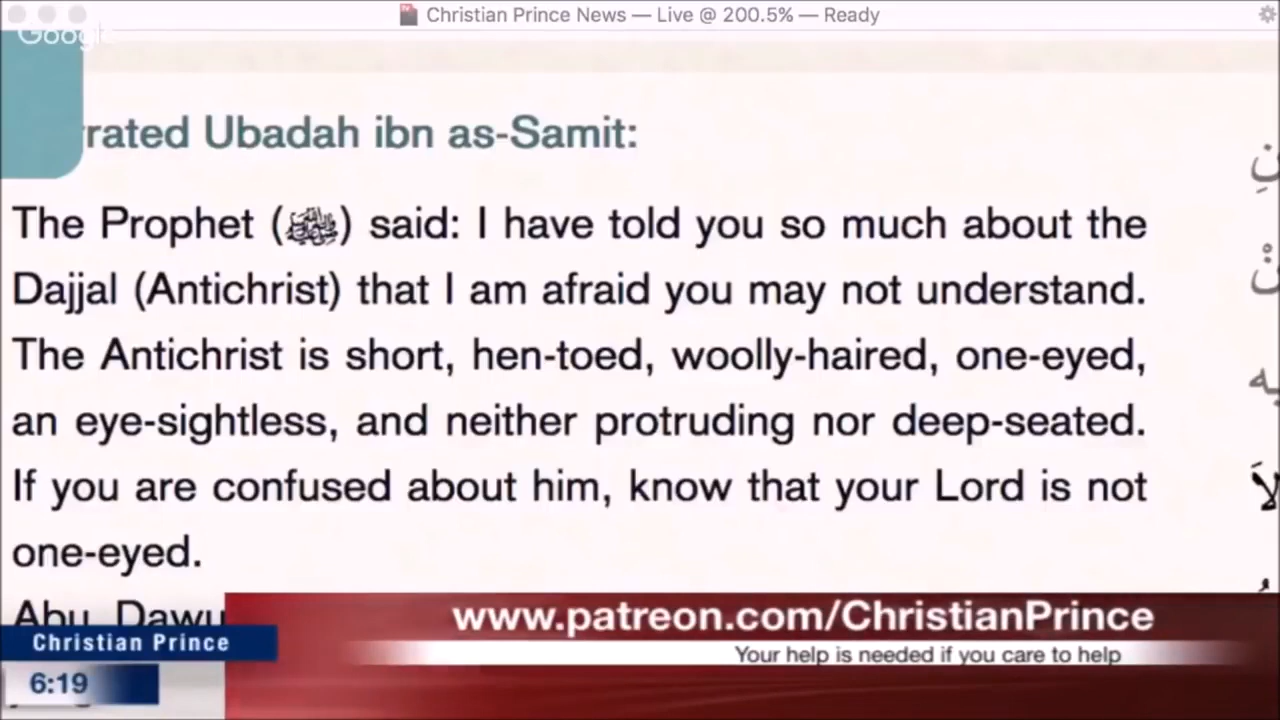 Christian Prince News — Live @ 200.5% — Ready
Google
rrated Ubadah ibn as-Samit:
The Prophet (ﷺ) said: I have told you so much about the
Dajjal (Antichrist) that I am afraid you may not understand.
The Antichrist is short, hen-toed, woolly-haired, one-eyed,
an eye-sightless, and neither protruding nor deep-seated.
If you are confused about him, know that your Lord is not
one-eyed.
Abu Dawu
www.patreon.com/ChristianPrince
Christian Prince
Your help is needed if you care to help
6:19